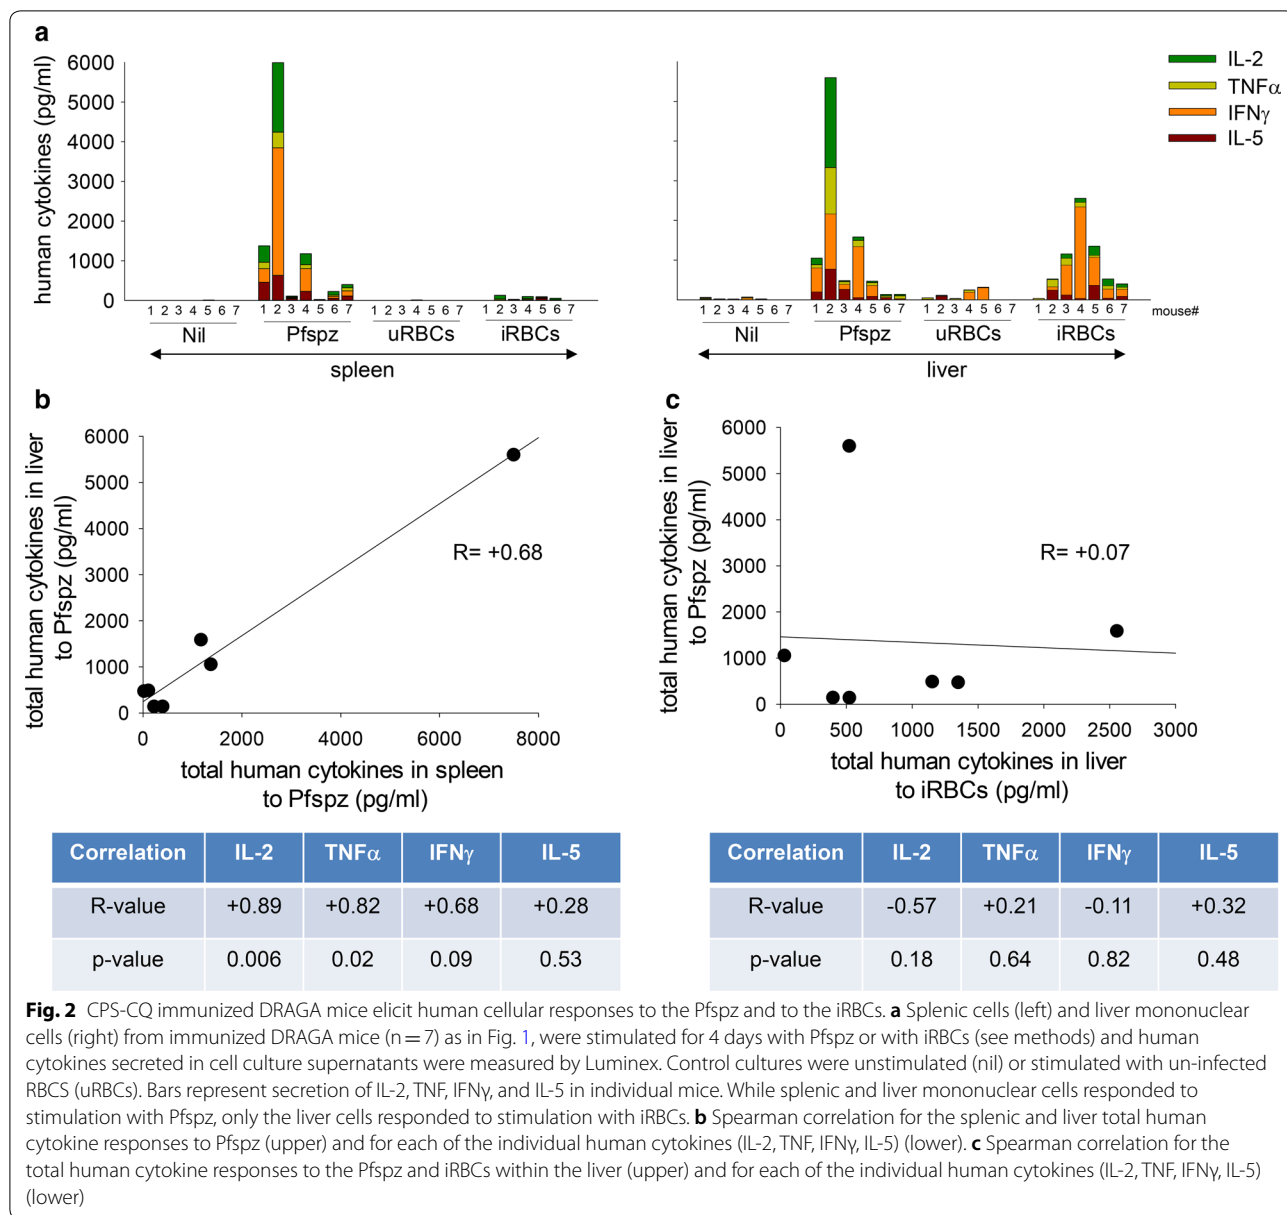 a
6000
5000
4000
3000
2000
1000
0
human cytokines (pg/ml)
1 2 3 4 5 6 7
1 2 3 4 5 6 7
1 2 3 4 5 6 7
1 2 3 4 5 6 7
Nil
Pfspz
uRBCs
iRBCs
spleen
1 2 3 4 5 6 7
1 2 3 4 5 6 7
1 2 3 4 5 6 7
1 2 3 4 5 6 7
mouse#
Nil
Pfspz
uRBCs
iRBCs
liver
IL-2
TNFα
IFNγ
IL-5
b
total human cytokines in liver
to Pfspz (pg/ml)
6000
5000
4000
3000
2000
1000
0
R= +0.68
0 2000 4000 6000 8000
total human cytokines in spleen
to Pfspz (pg/ml)
c
total human cytokines in liver
to Pfspz (pg/ml)
6000
5000
4000
3000
2000
1000
0
R= +0.07
0 500 1000 1500 2000 2500 3000
total human cytokines in liver
to iRBCs (pg/ml)
Correlation IL-2 TNFα IFNγ IL-5
R-value +0.89 +0.82 +0.68 +0.28
p-value 0.006 0.02 0.09 0.53
Correlation IL-2 TNFα IFNγ IL-5
R-value -0.57 +0.21 -0.11 +0.32
p-value 0.18 0.64 0.82 0.48
Fig. 2 CPS-CQ immunized DRAGA mice elicit human cellular responses to the Pfspz and to the iRBCs. a Splenic cells (left) and liver mononuclear
cells (right) from immunized DRAGA mice (n = 7) as in Fig. 1, were stimulated for 4 days with Pfspz or with iRBCs (see methods) and human
cytokines secreted in cell culture supernatants were measured by Luminex. Control cultures were unstimulated (nil) or stimulated with un-infected
RBCS (uRBCs). Bars represent secretion of IL-2, TNF, IFNγ, and IL-5 in individual mice. While splenic and liver mononuclear cells responded to
stimulation with Pfspz, only the liver cells responded to stimulation with iRBCs. b Spearman correlation for the splenic and liver total human
cytokine responses to Pfspz (upper) and for each of the individual human cytokines (IL-2, TNF, IFNγ, IL-5) (lower). c Spearman correlation for the
total human cytokine responses to the Pfspz and iRBCs within the liver (upper) and for each of the individual human cytokines (IL-2, TNF, IFNγ, IL-5)
(lower)